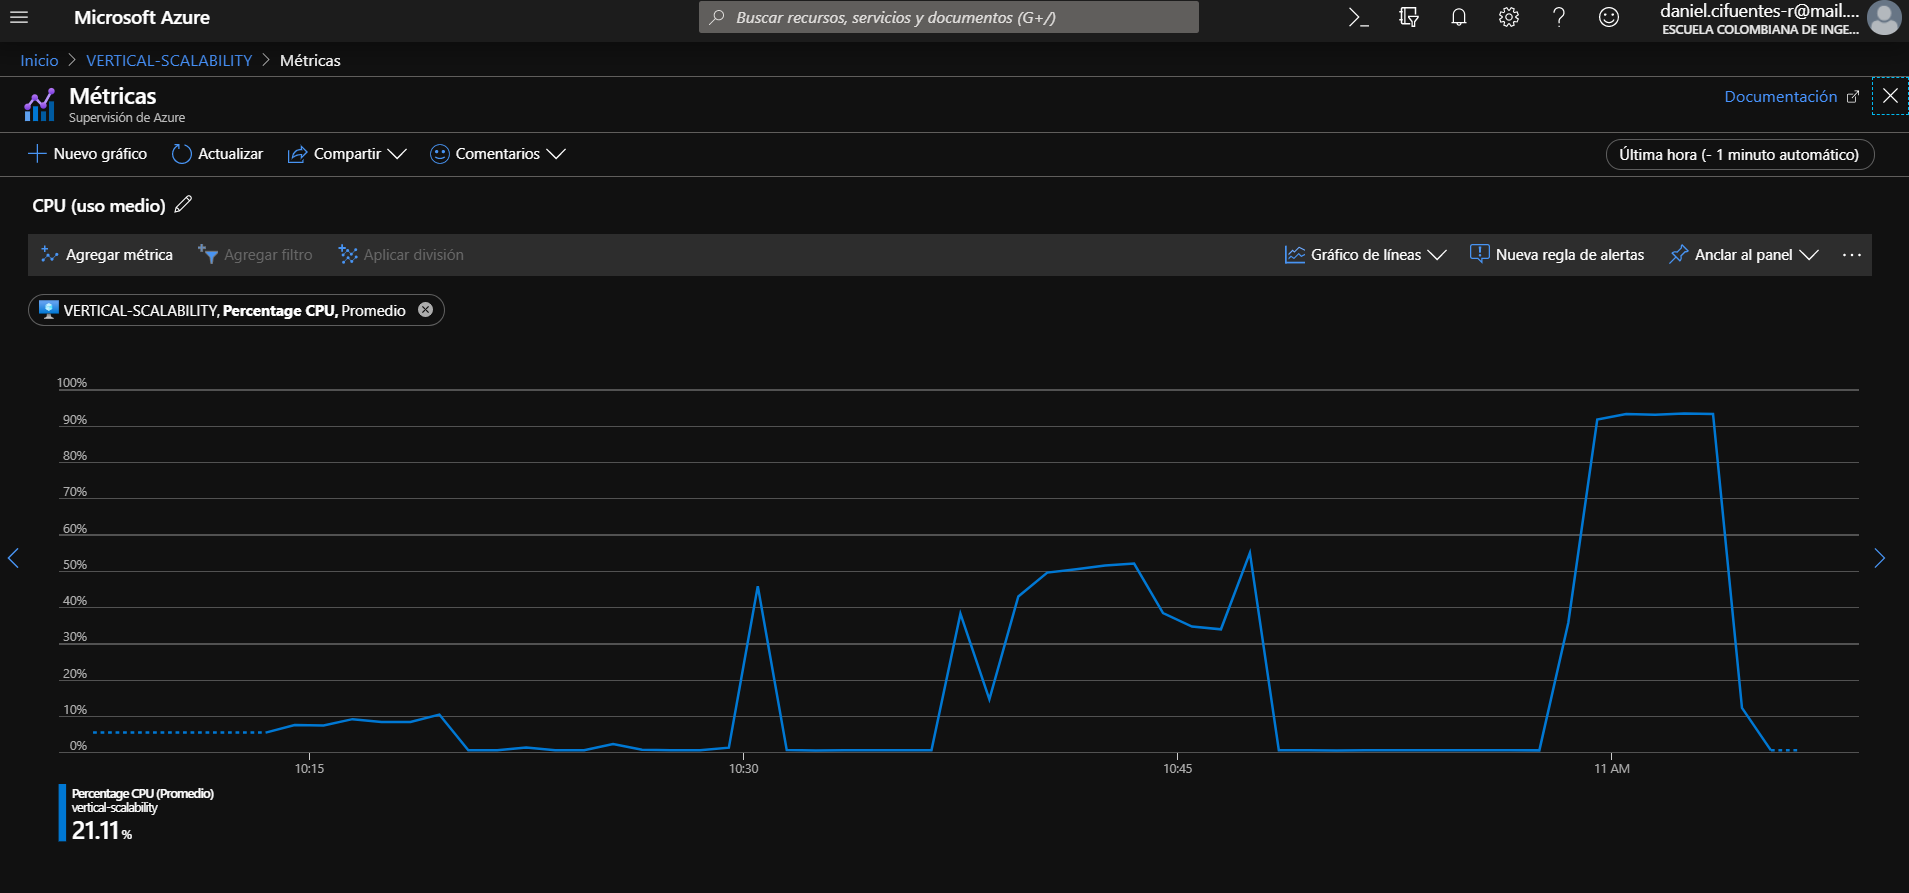 Microsoft Azure
Buscar recursos, servicios y documentos (G+/)
daniel.cifuentes-r@mail....
ESCUELA COLOMBIANA DE INGE...
Inicio > VERTICAL-SCALABILITY > Métricas
Métricas
Supervisión de Azure
Documentación
Nuevo gráfico
Actualizar
Compartir
Comentarios
Última hora (- 1 minuto automático)
CPU (uso medio)
Agregar métrica
Agregar filtro
Aplicar división
Gráfico de líneas
Nueva regla de alertas
Anclar al panel
VERTICAL-SCALABILITY, Percentage CPU, Promedio
100%
90%
80%
70%
60%
50%
40%
30%
20%
10%
0%
10:15
10:30
10:45
11 AM
Percentage CPU (Promedio)
vertical-scalability
21.11 %